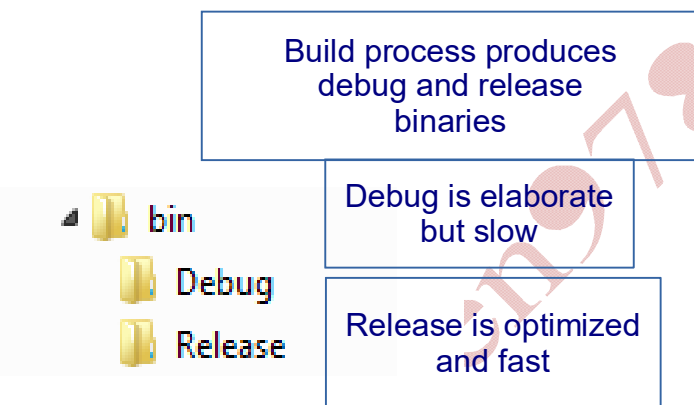 Build process produces
debug and release
binaries
bin
Debug is elaborate
but slow
Debug
Release
Release is optimized
and fast